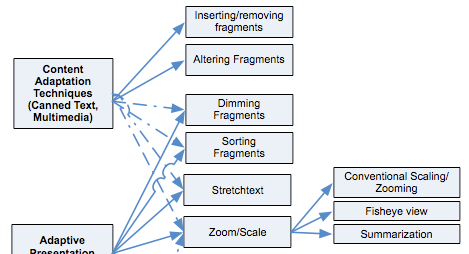 Inserting/removing
fragments
Altering Fragments
Content
Adaptation
Techniques
(Canned Text,
Multimedia)
Dimming
Fragments
Sorting
Fragments
Stretchtext
Zoom/Scale
Conventional Scaling/
Zooming
Fisheye view
Summarization
Adaptive
Presentation